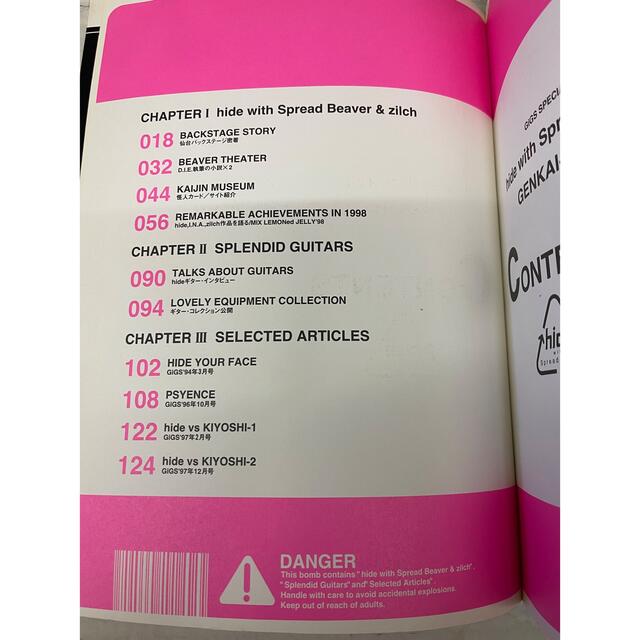 CHAPTER I hide with Spread Beaver & zilch
018 BACKSTAGE STORY
仙台バックステージ密着
032 BEAVER THEATER
D.I.E.執筆の小説×2
044 KAIJIN MUSEUM
怪人カード／サイト紹介
056 REMARKABLE ACHIEVEMENTS IN 1998
hide,I.N.A.,zilch作品を語る/MIX LEMONed JELLY'98
CHAPTER II SPLENDID GUITARS
090 TALKS ABOUT GUITARS
hideギター・インタビュー
094 LOVELY EQUIPMENT COLLECTION
ギター・コレクション公開
CHAPTER III SELECTED ARTICLES
102 HIDE YOUR FACE
GiGS'94年3月号
108 PSYENCE
GiGS'96年10月号
122 hide vs KIYOSHI-1
GiGS'97年2月号
124 hide vs KIYOSHI-2
GiGS'97年12月号
DANGER
This bomb contains "hide with Spread Beaver & zilch",
"Splendid Guitars" and "Selected Articles".
Handle with care to avoid accidental explosions.
Keep out of reach of adults.
GiGS SPECIA
hide with Spr
GENKAI
CONTE
hid
Spread